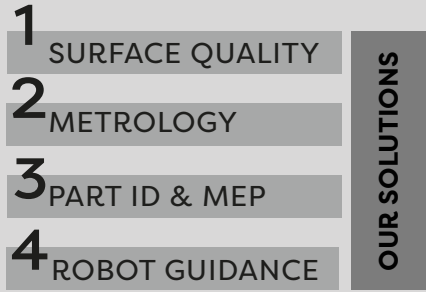 1 SURFACE QUALITY
2 METROLOGY
3 PART ID & MEP
4 ROBOT GUIDANCE
OUR SOLUTIONS